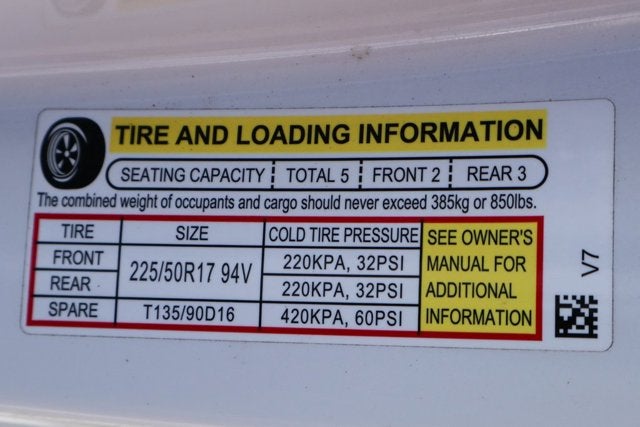 TIRE AND LOADING INFORMATION
SEATING CAPACITY TOTAL 5 FRONT 2 REAR 3
The combined weight of occupants and cargo should never exceed 385kg or 850lbs.
TIRE SIZE COLD TIRE PRESSURE
FRONT 225/50R17 94V 220KPA, 32PSI
REAR 220KPA, 32PSI
SPARE T135/90D16 420KPA, 60PSI
SEE OWNER'S
MANUAL FOR
ADDITIONAL
INFORMATION
V7